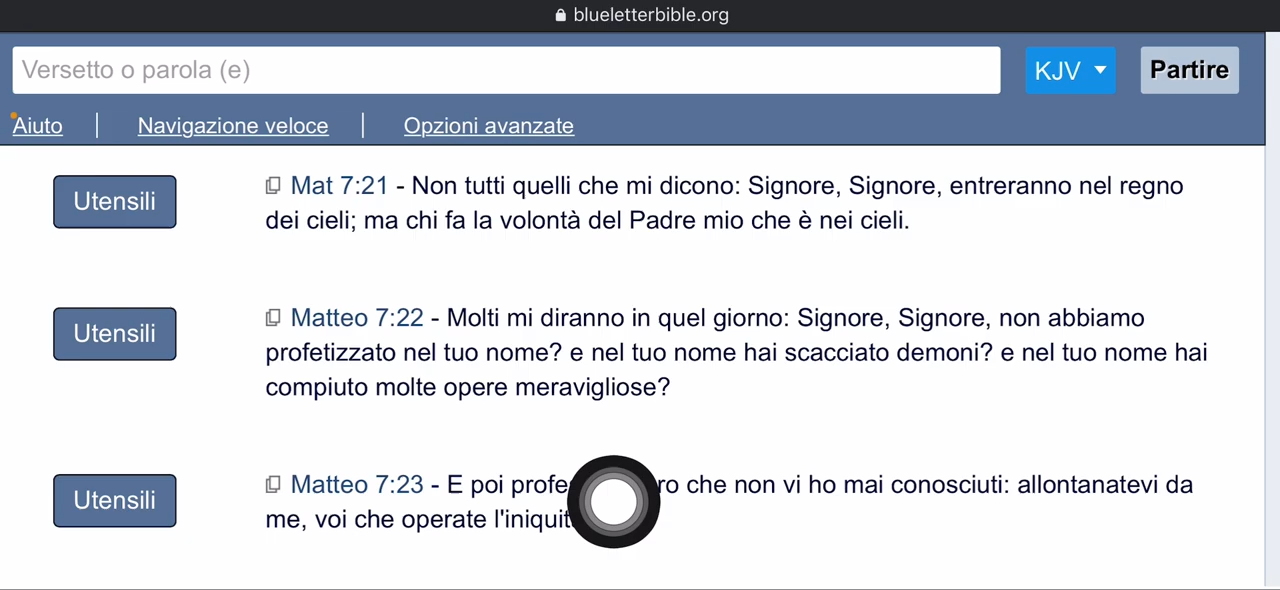 blueletterbible.org
Versetto o parola (e)
KJV
Partire
Aiuto | Navigazione veloce | Opzioni avanzate
Utensili
Mat 7:21 - Non tutti quelli che mi dicono: Signore, Signore, entreranno nel regno
dei cieli; ma chi fa la volontà del Padre mio che è nei cieli.
Utensili
Matteo 7:22 - Molti mi diranno in quel giorno: Signore, Signore, non abbiamo
profetizzato nel tuo nome? e nel tuo nome hai scacciato demoni? e nel tuo nome hai
compiuto molte opere meravigliose?
Utensili
Matteo 7:23 - E poi che non vi ho mai conosciuti: allontanatevi da
me, voi che operate